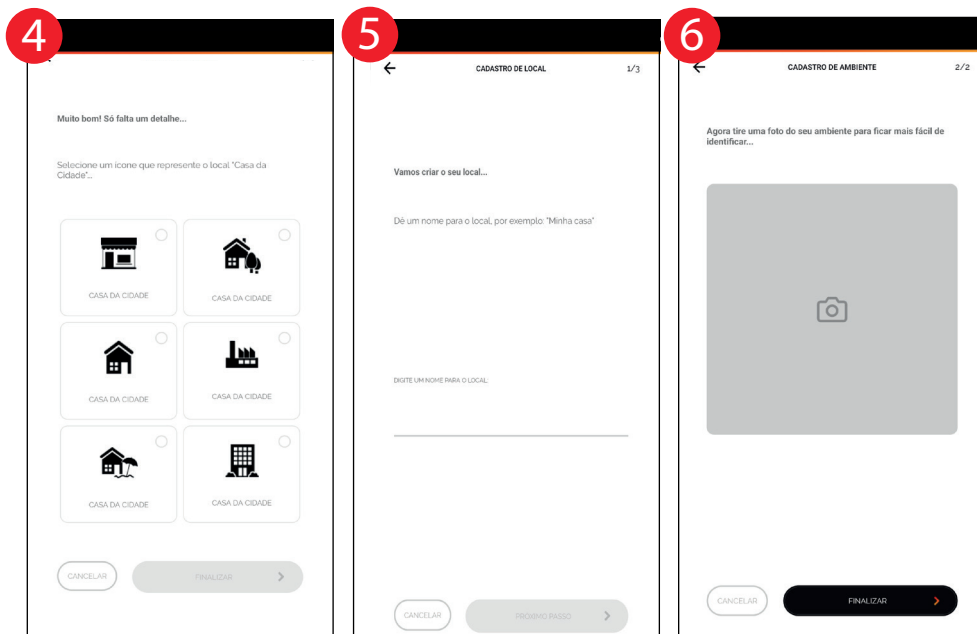 4
Muito bom! Só falta um detalhe...
Selecione um ícone que represente o local "Casa da
Cidade"...
CASA DA CIDADE
CASA DA CIDADE
CASA DA CIDADE
CASA DA CIDADE
CASA DA CIDADE
CASA DA CIDADE
CANCELAR
FINALIZAR
5
CADASTRO DE LOCAL
1/3
Vamos criar o seu local...
Dê um nome para o local, por exemplo: "Minha casa"
DIGITE UM NOME PARA O LOCAL:
CANCELAR
PRÓXIMO PASSO
6
CADASTRO DE AMBIENTE
2/2
Agora tire uma foto do seu ambiente para ficar mais fácil de
identificar...
CANCELAR
FINALIZAR